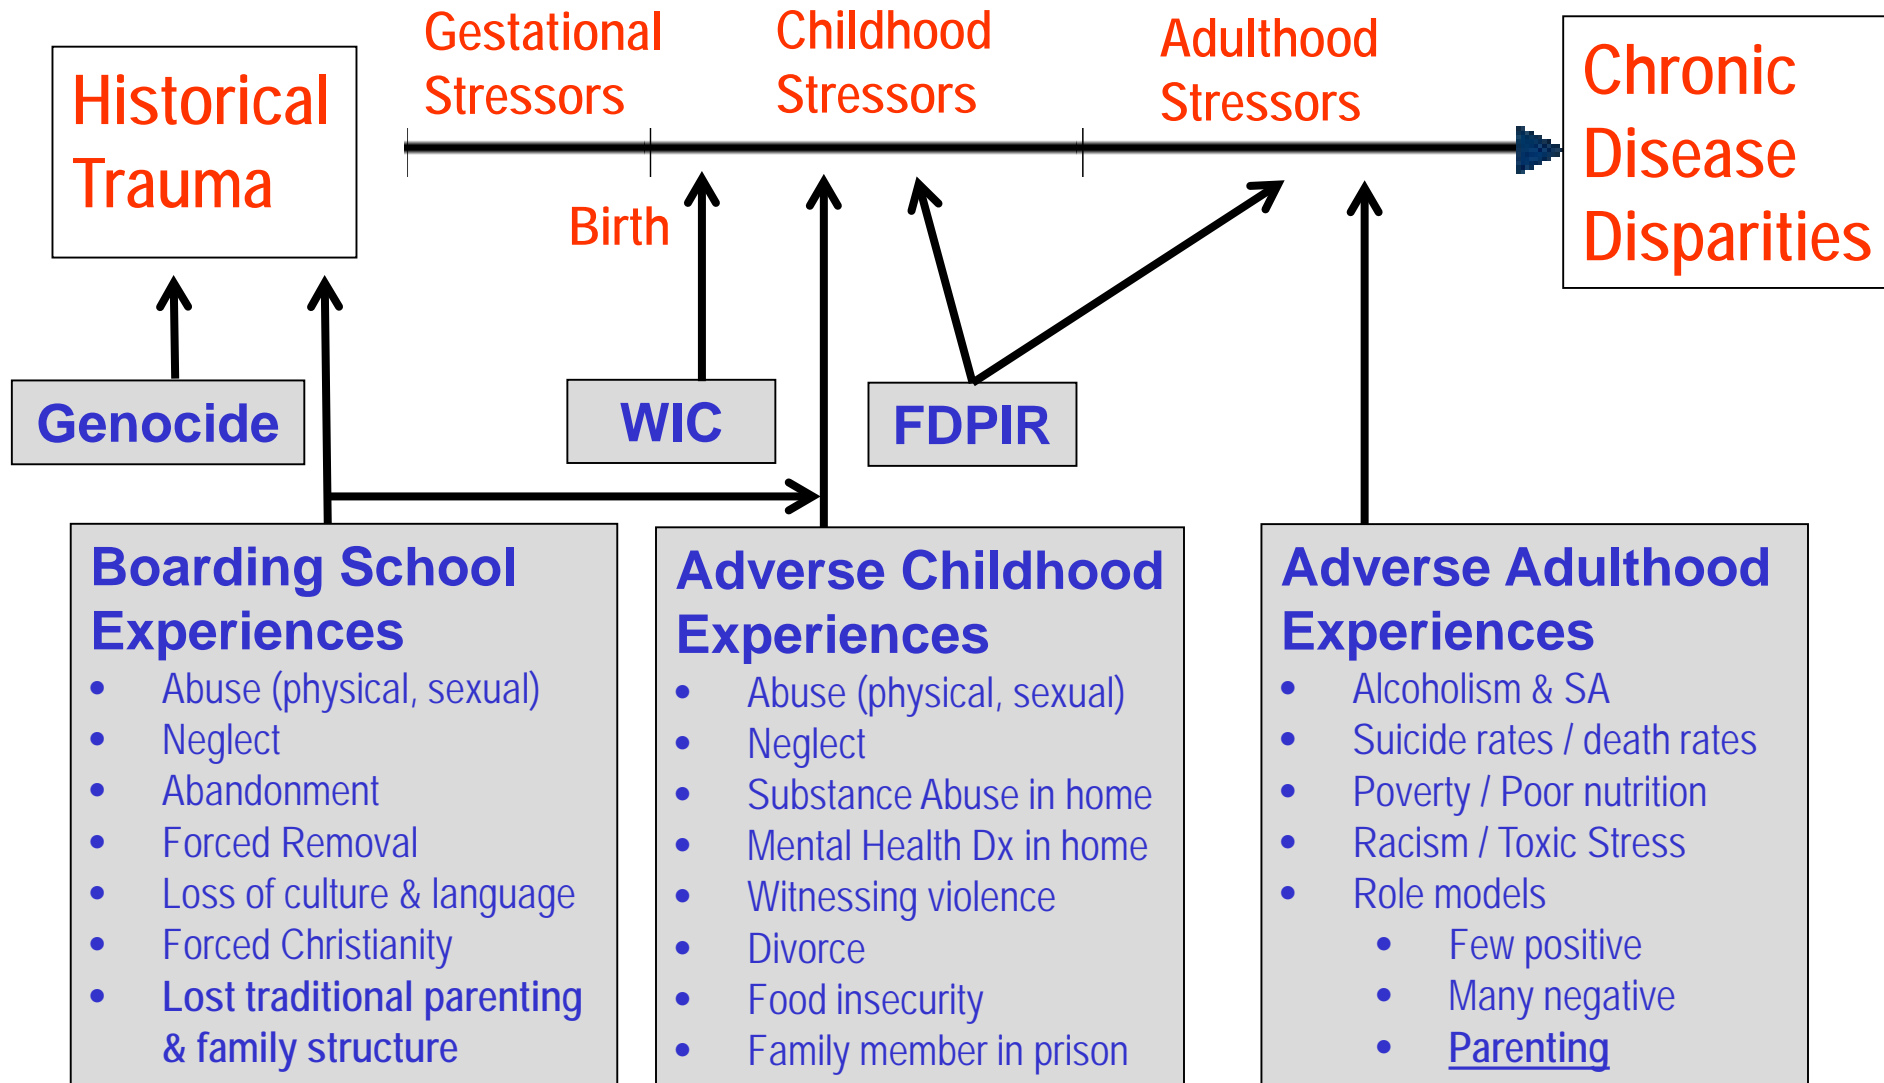 Historical
Trauma
Gestational
Stressors
Childhood
Stressors
Adulthood
Stressors
Chronic
Disease
Disparities
Birth
Genocide
WIC
FDPIR
Boarding School
Experiences
• Abuse (physical, sexual)
• Neglect
• Abandonment
• Forced Removal
• Loss of culture & language
• Forced Christianity
• Lost traditional parenting
& family structure
Adverse Childhood
Experiences
• Abuse (physical, sexual)
• Neglect
• Substance Abuse in home
• Mental Health Dx in home
• Witnessing violence
• Divorce
• Food insecurity
• Family member in prison
Adverse Adulthood
Experiences
• Alcoholism & SA
• Suicide rates / death rates
• Poverty / Poor nutrition
• Racism / Toxic Stress
• Role models
• Few positive
• Many negative
• Parenting